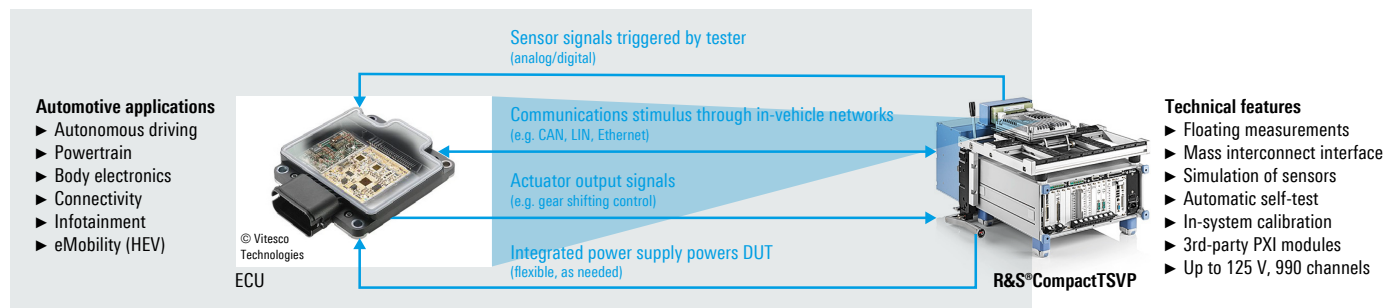 Sensor signals triggered by tester
(analog/digital)
Automotive applications
► Autonomous driving
► Powertrain
► Body electronics
► Connectivity
► Infotainment
► eMobility (HEV)
© Vitesco
Technologies
ECU
Communications stimulus through in-vehicle networks
(e.g. CAN, LIN, Ethernet)
Actuator output signals
(e.g. gear shifting control)
Integrated power supply powers DUT
(flexible, as needed)
R&S®CompactTSVP
Technical features
► Floating measurements
► Mass interconnect interface
► Simulation of sensors
► Automatic self-test
► In-system calibration
► 3rd-party PXI modules
► Up to 125 V, 990 channels